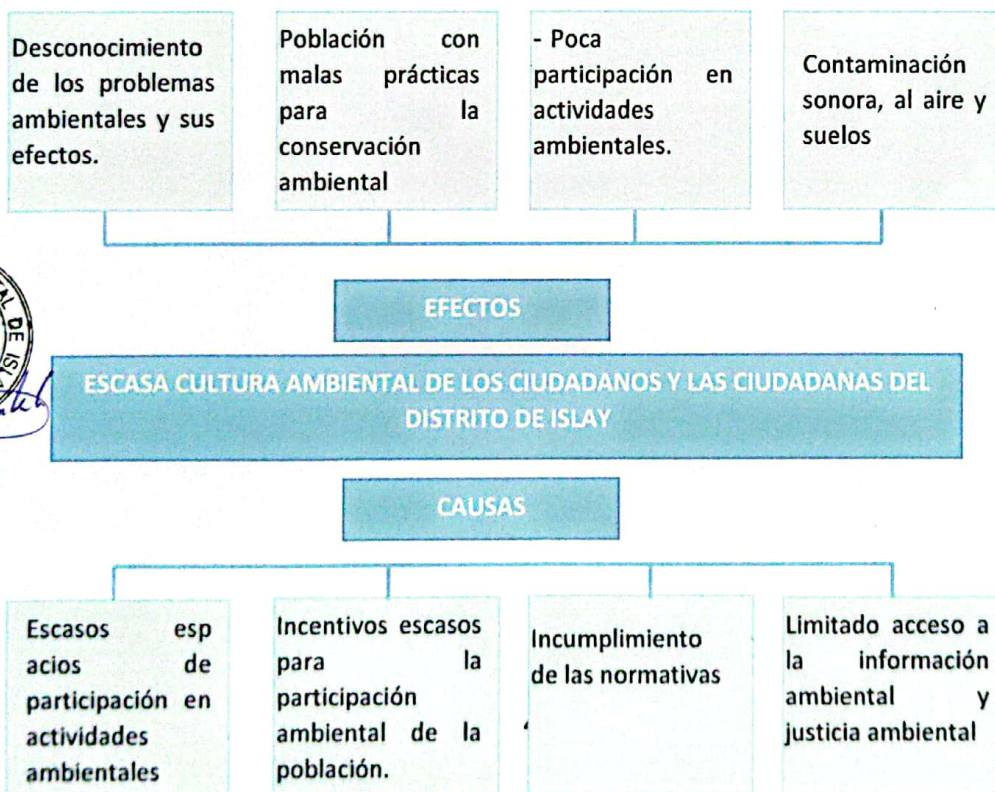 Desconocimiento
de los problemas
ambientales y sus
efectos.
Población con
malas prácticas
para la
conservación
ambiental
- Poca
participación en
actividades
ambientales.
Contaminación
sonora, al aire y
suelos
EFECTOS
ESCASA CULTURA AMBIENTAL DE LOS CIUDADANOS Y LAS CIUDADANAS DEL
DISTRITO DE ISLAY
CAUSAS
Escasos esp
acios de
participación en
actividades
ambientales
Incentivos escasos
para la
participación
ambiental de la
población.
Incumplimiento
de las normativas
Limitado acceso a
la información
ambiental y
justicia ambiental
DE